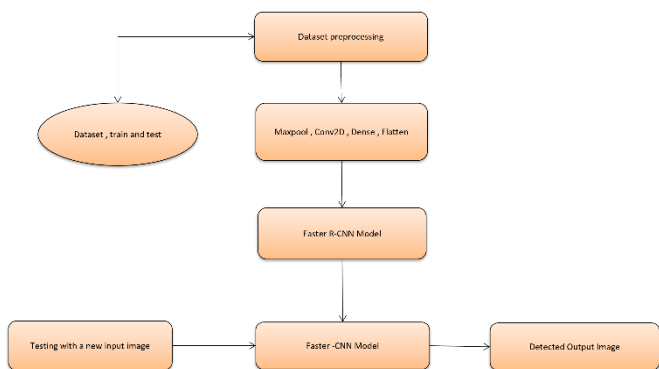 Dataset preprocessing
Dataset , train and test
Maxpool , Conv2D , Dense , Flatten
Faster R-CNN Model
Testing with a new input image
Faster -CNN Model
Detected Output Image